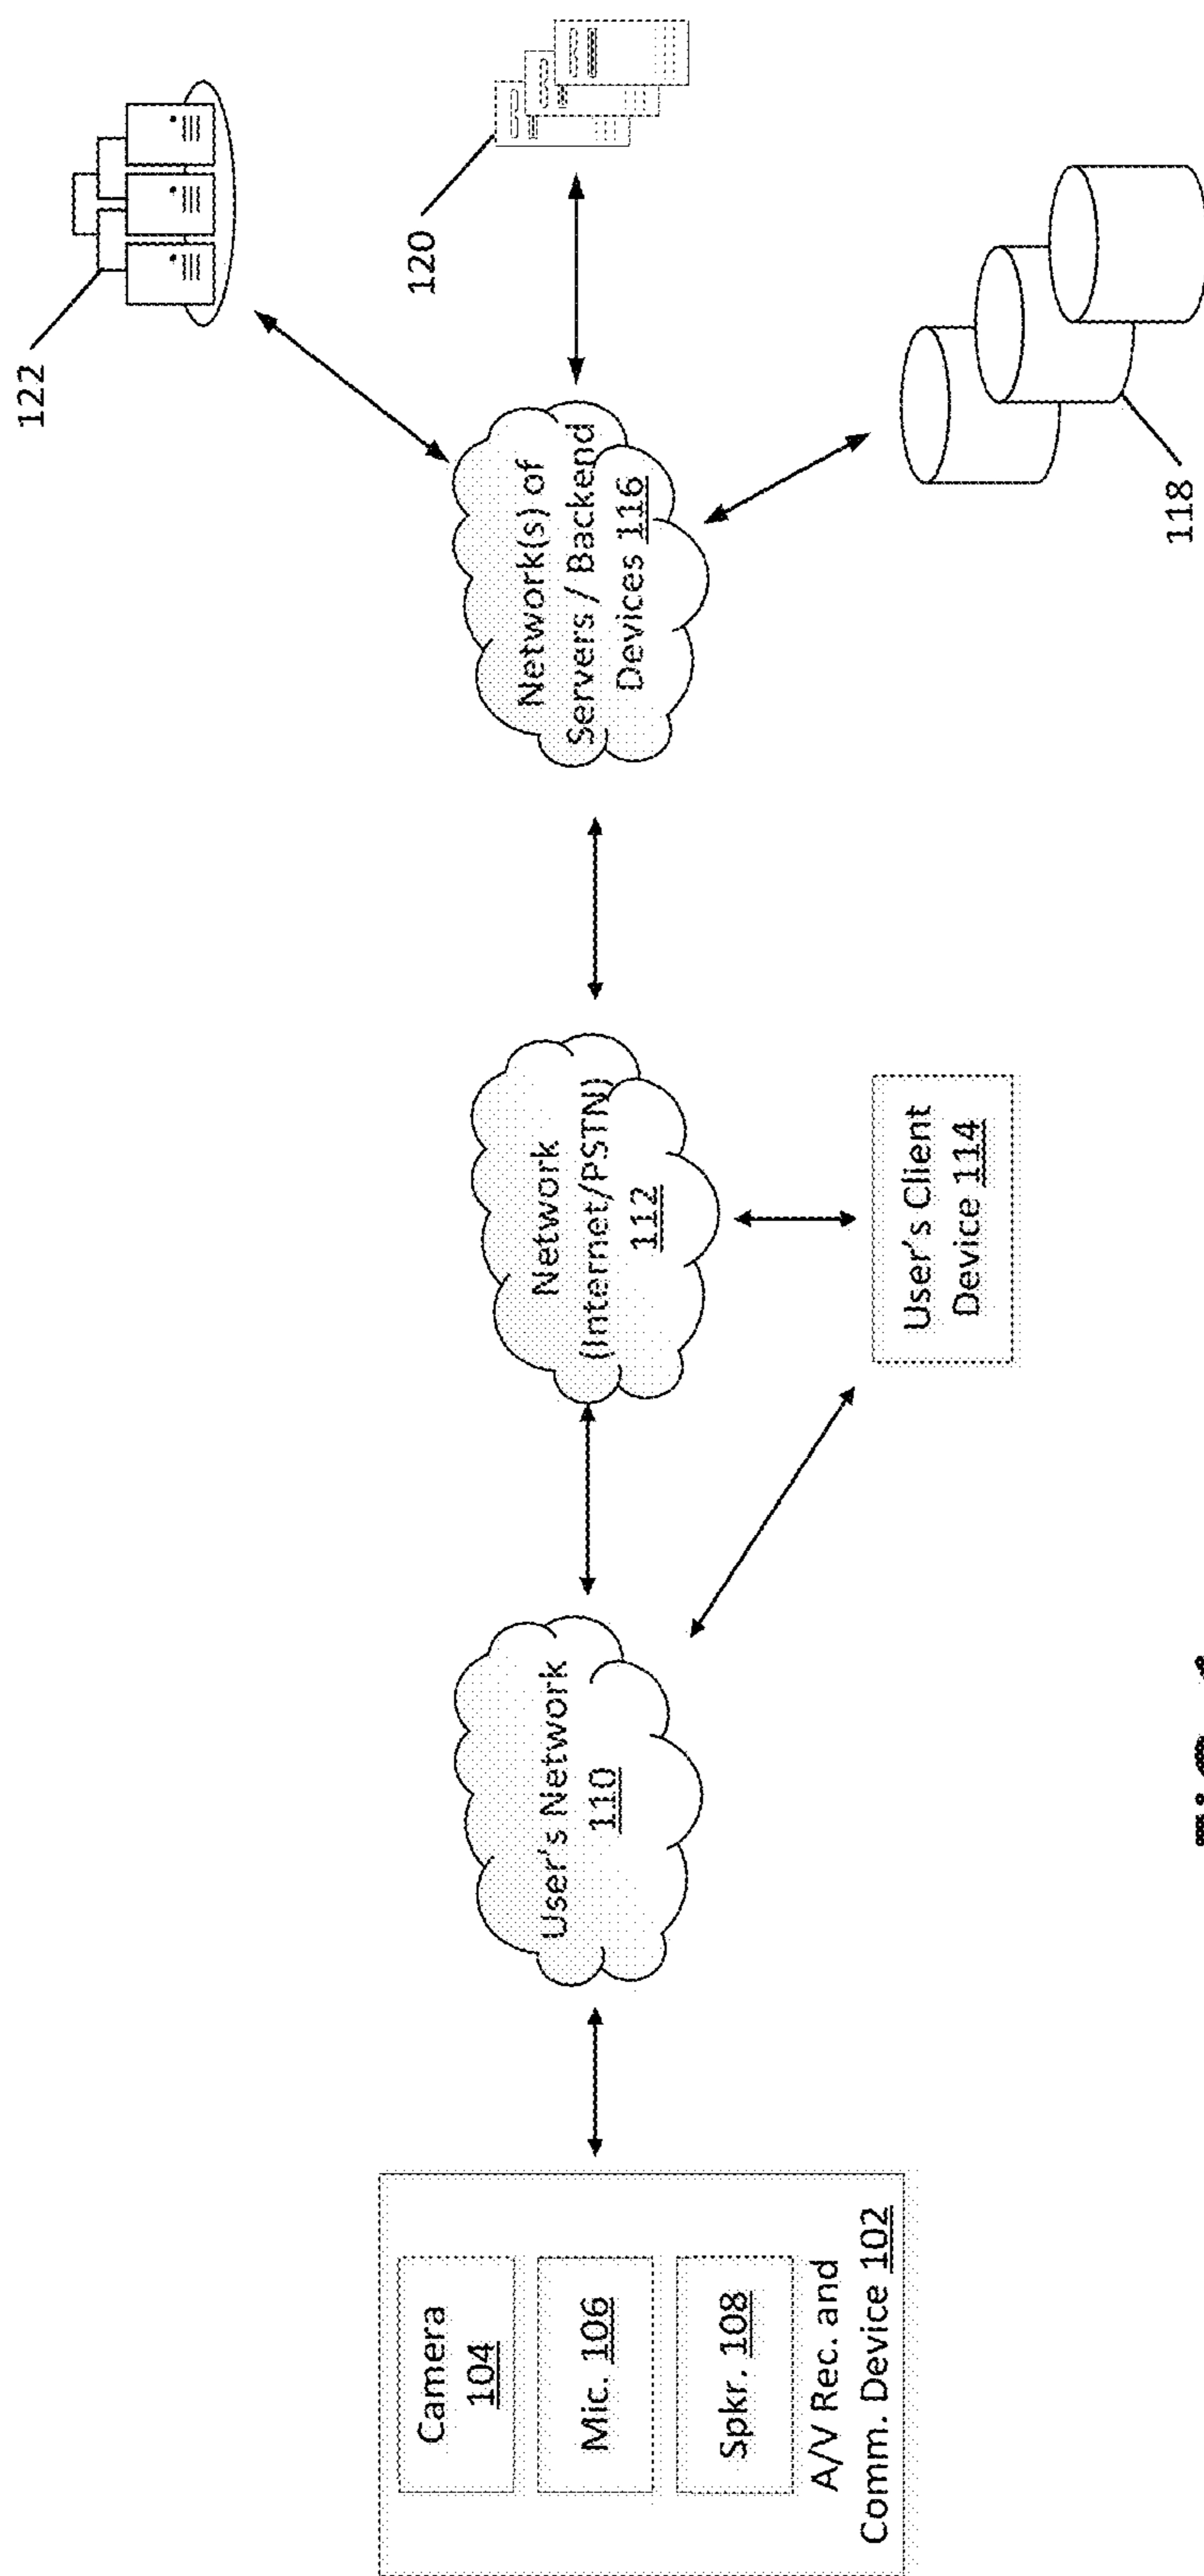 Camera
104
Mic. 106
Spkr. 108
A/V Rec. and
Comm. Device 102
User's Network
110
Network
(Internet/PSTN)
112
User's Client
Device 114
Network(s) of
Servers / Backend
Devices 116
122
120
118